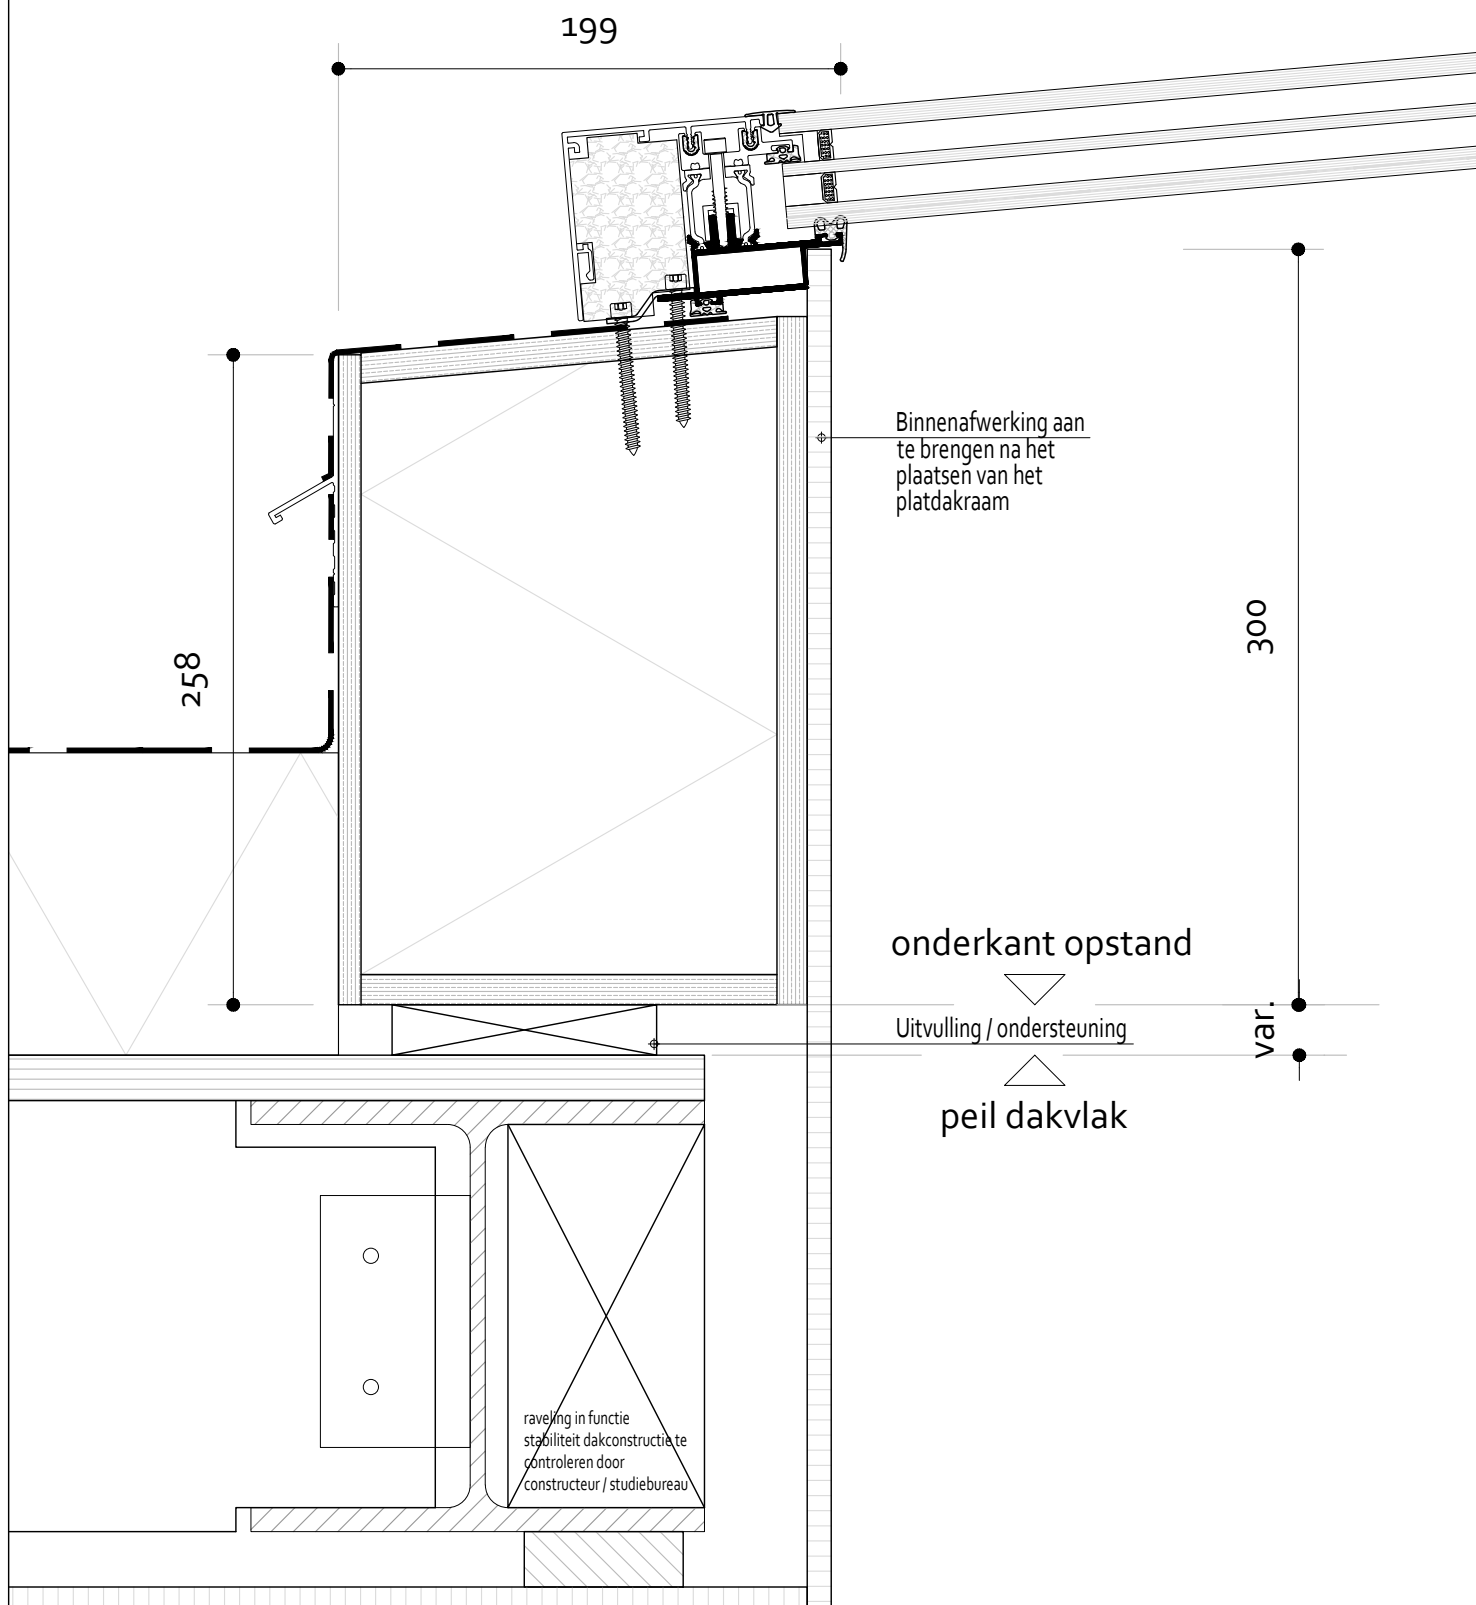 199
Binnenafwerking aan
te brengen na het
plaatsen van het
platdakraam
300
258
onderkant opstand
var.
Uitvulling / ondersteuning
peil dakvlak
raveling in functie
stabiliteit dakconstructie te
controleren door
constructeur / studiebureau